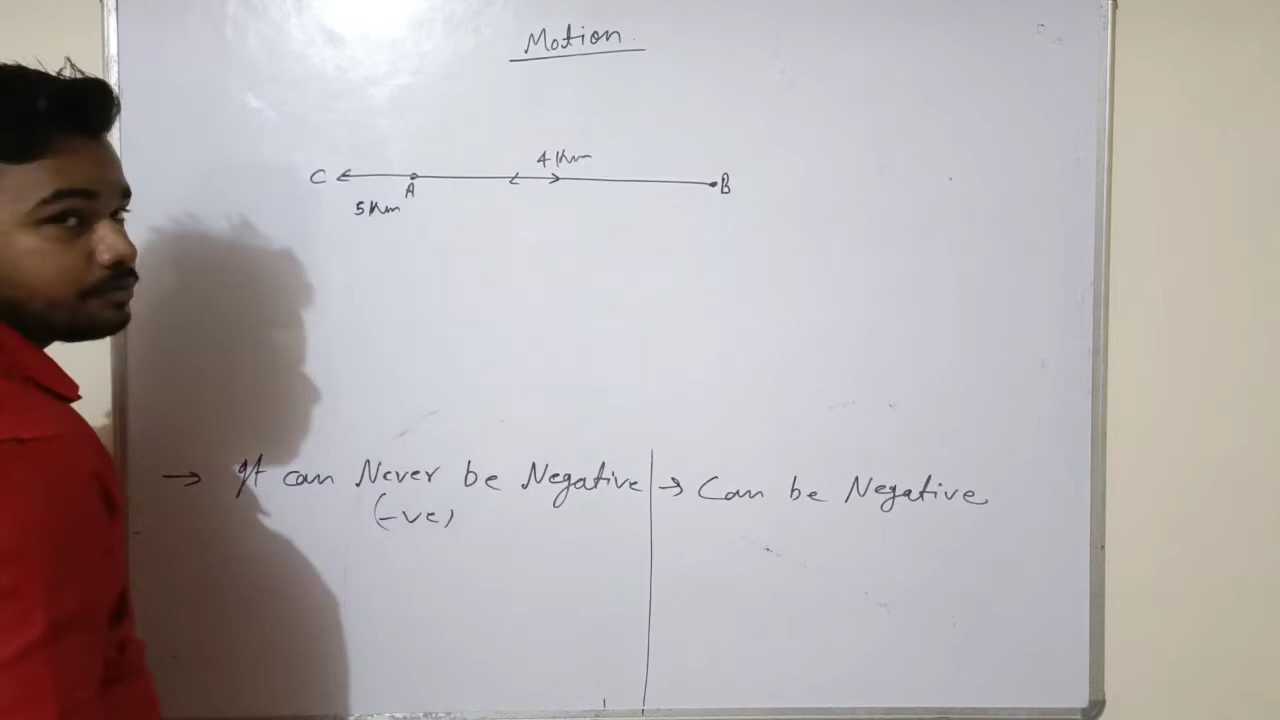 Motion.
4 Km
C A B
5 Km
→ It can Never be Negative → Can be Negative
(-ve)